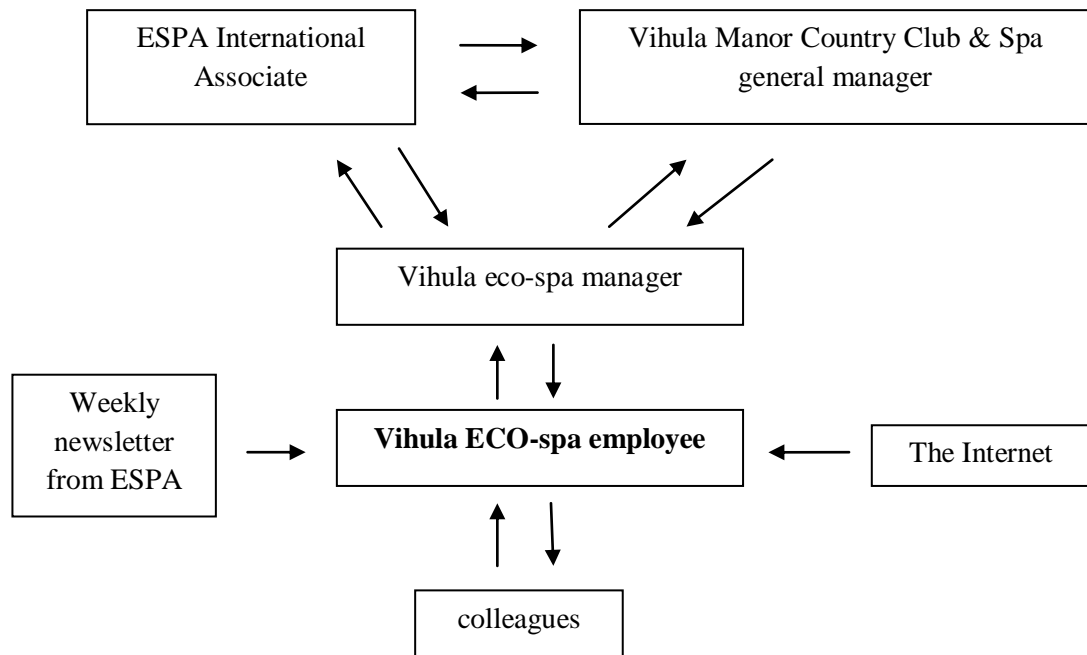 ESPA International
Associate
Vihula Manor Country Club & Spa
general manager
Vihula eco-spa manager
Weekly
newsletter
from ESPA
Vihula ECO-spa employee
The Internet
colleagues